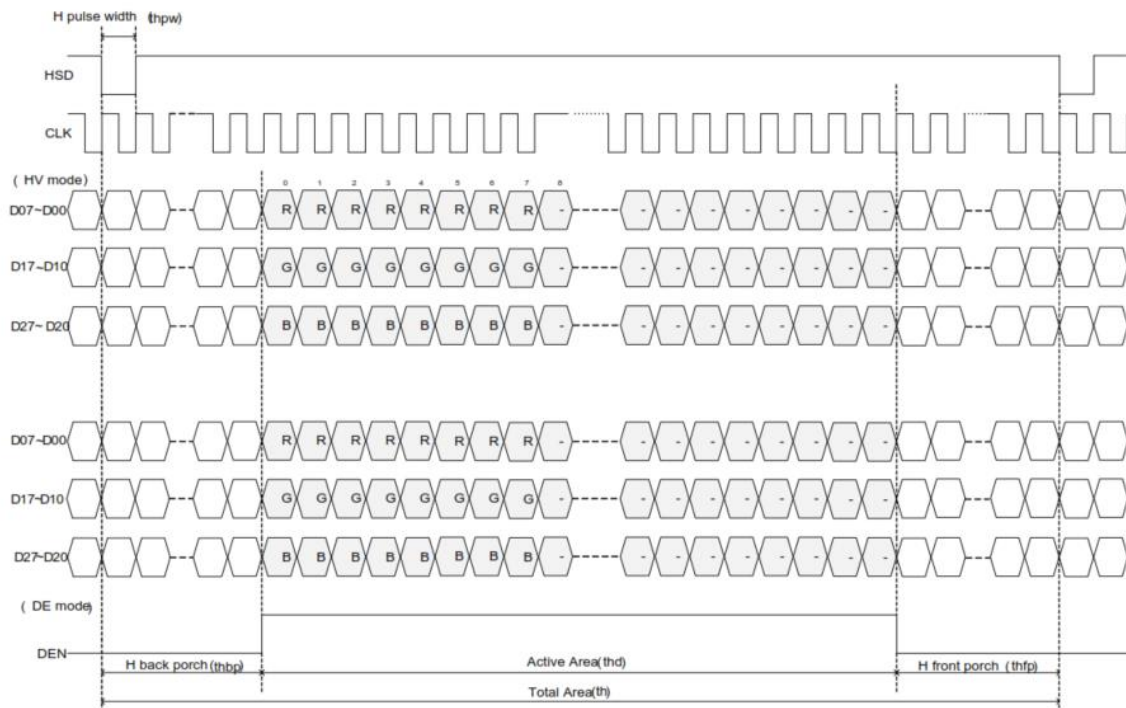 H pulse width (thpw)
HSD
CLK
( HV mode)
0 1 2 3 4 5 6 7 8
D07~D00 R R R R R R R R - - - - - - - - -
D17~D10 G G G G G G G G - - - - - - - - -
D27~D20 B B B B B B B B - - - - - - - - -
D07~D00 R R R R R R R R - - - - - - - - -
D17~D10 G G G G G G G G - - - - - - - - -
D27~D20 B B B B B B B B - - - - - - - - -
( DE mode)
DEN
H back porch(thbp) Active Area(thd) H front porch (thfp)
Total Area(th)